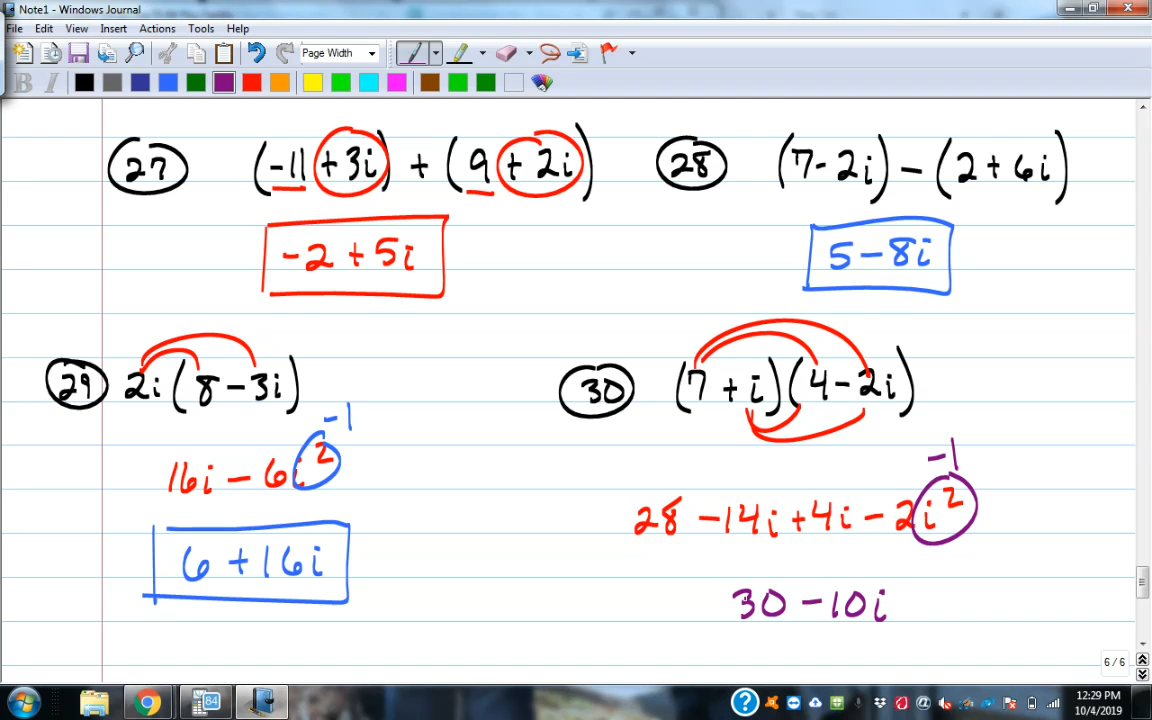 Note1 - Windows Journal
File Edit View Insert Actions Tools Help
Page Width
B I
27 (-11 + 3i) + (9 + 2i)
-2 + 5i
28 (7 - 2i) - (2 + 6i)
5 - 8i
29 2i(8 - 3i)
-1
16i - 6i²
6 + 16i
30 (7 + i)(4 - 2i)
-1
28 - 14i + 4i - 2i²
30 - 10i
6 / 6
84
12:29 PM
10/4/2019